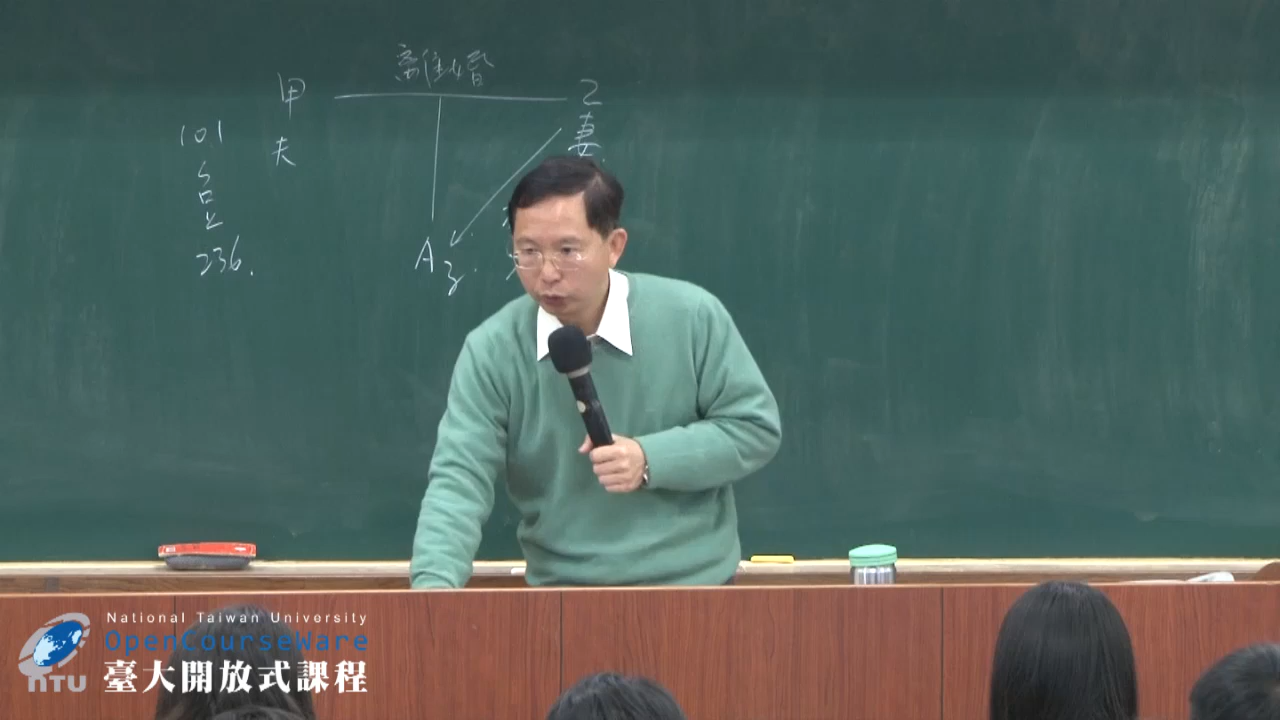 離婚
甲
乙
夫
妻
101
台
上
236.
A
子
National Taiwan University
OpenCourseWare
臺大開放式課程
NTU